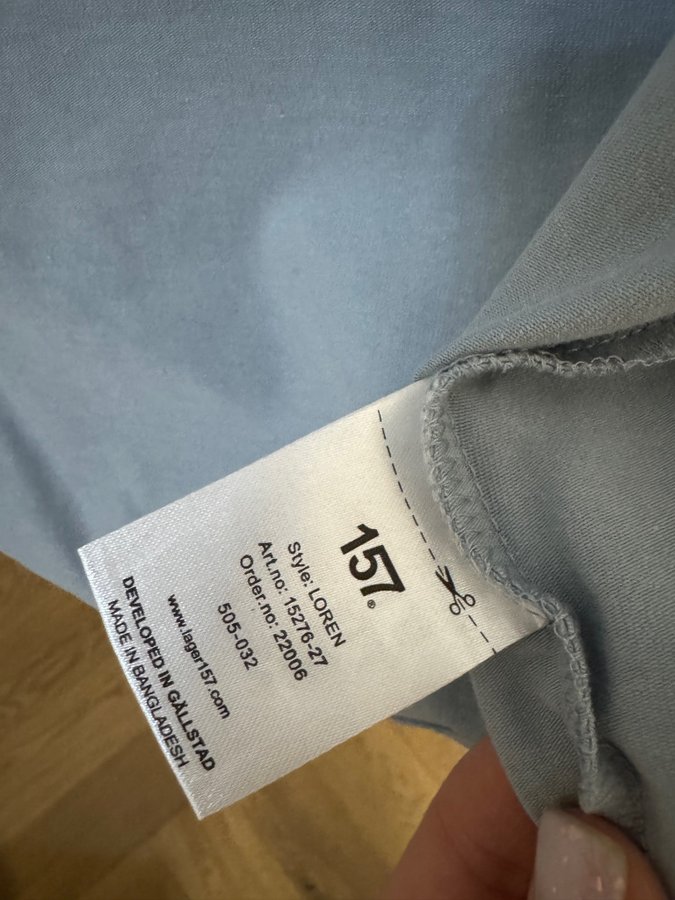 157®
Style: LOREN
Art.no: 15276-27
Order.no: 22006
505-032
www.lager157.com
DEVELOPED IN GÄLLSTAD
MADE IN BANGLADESH